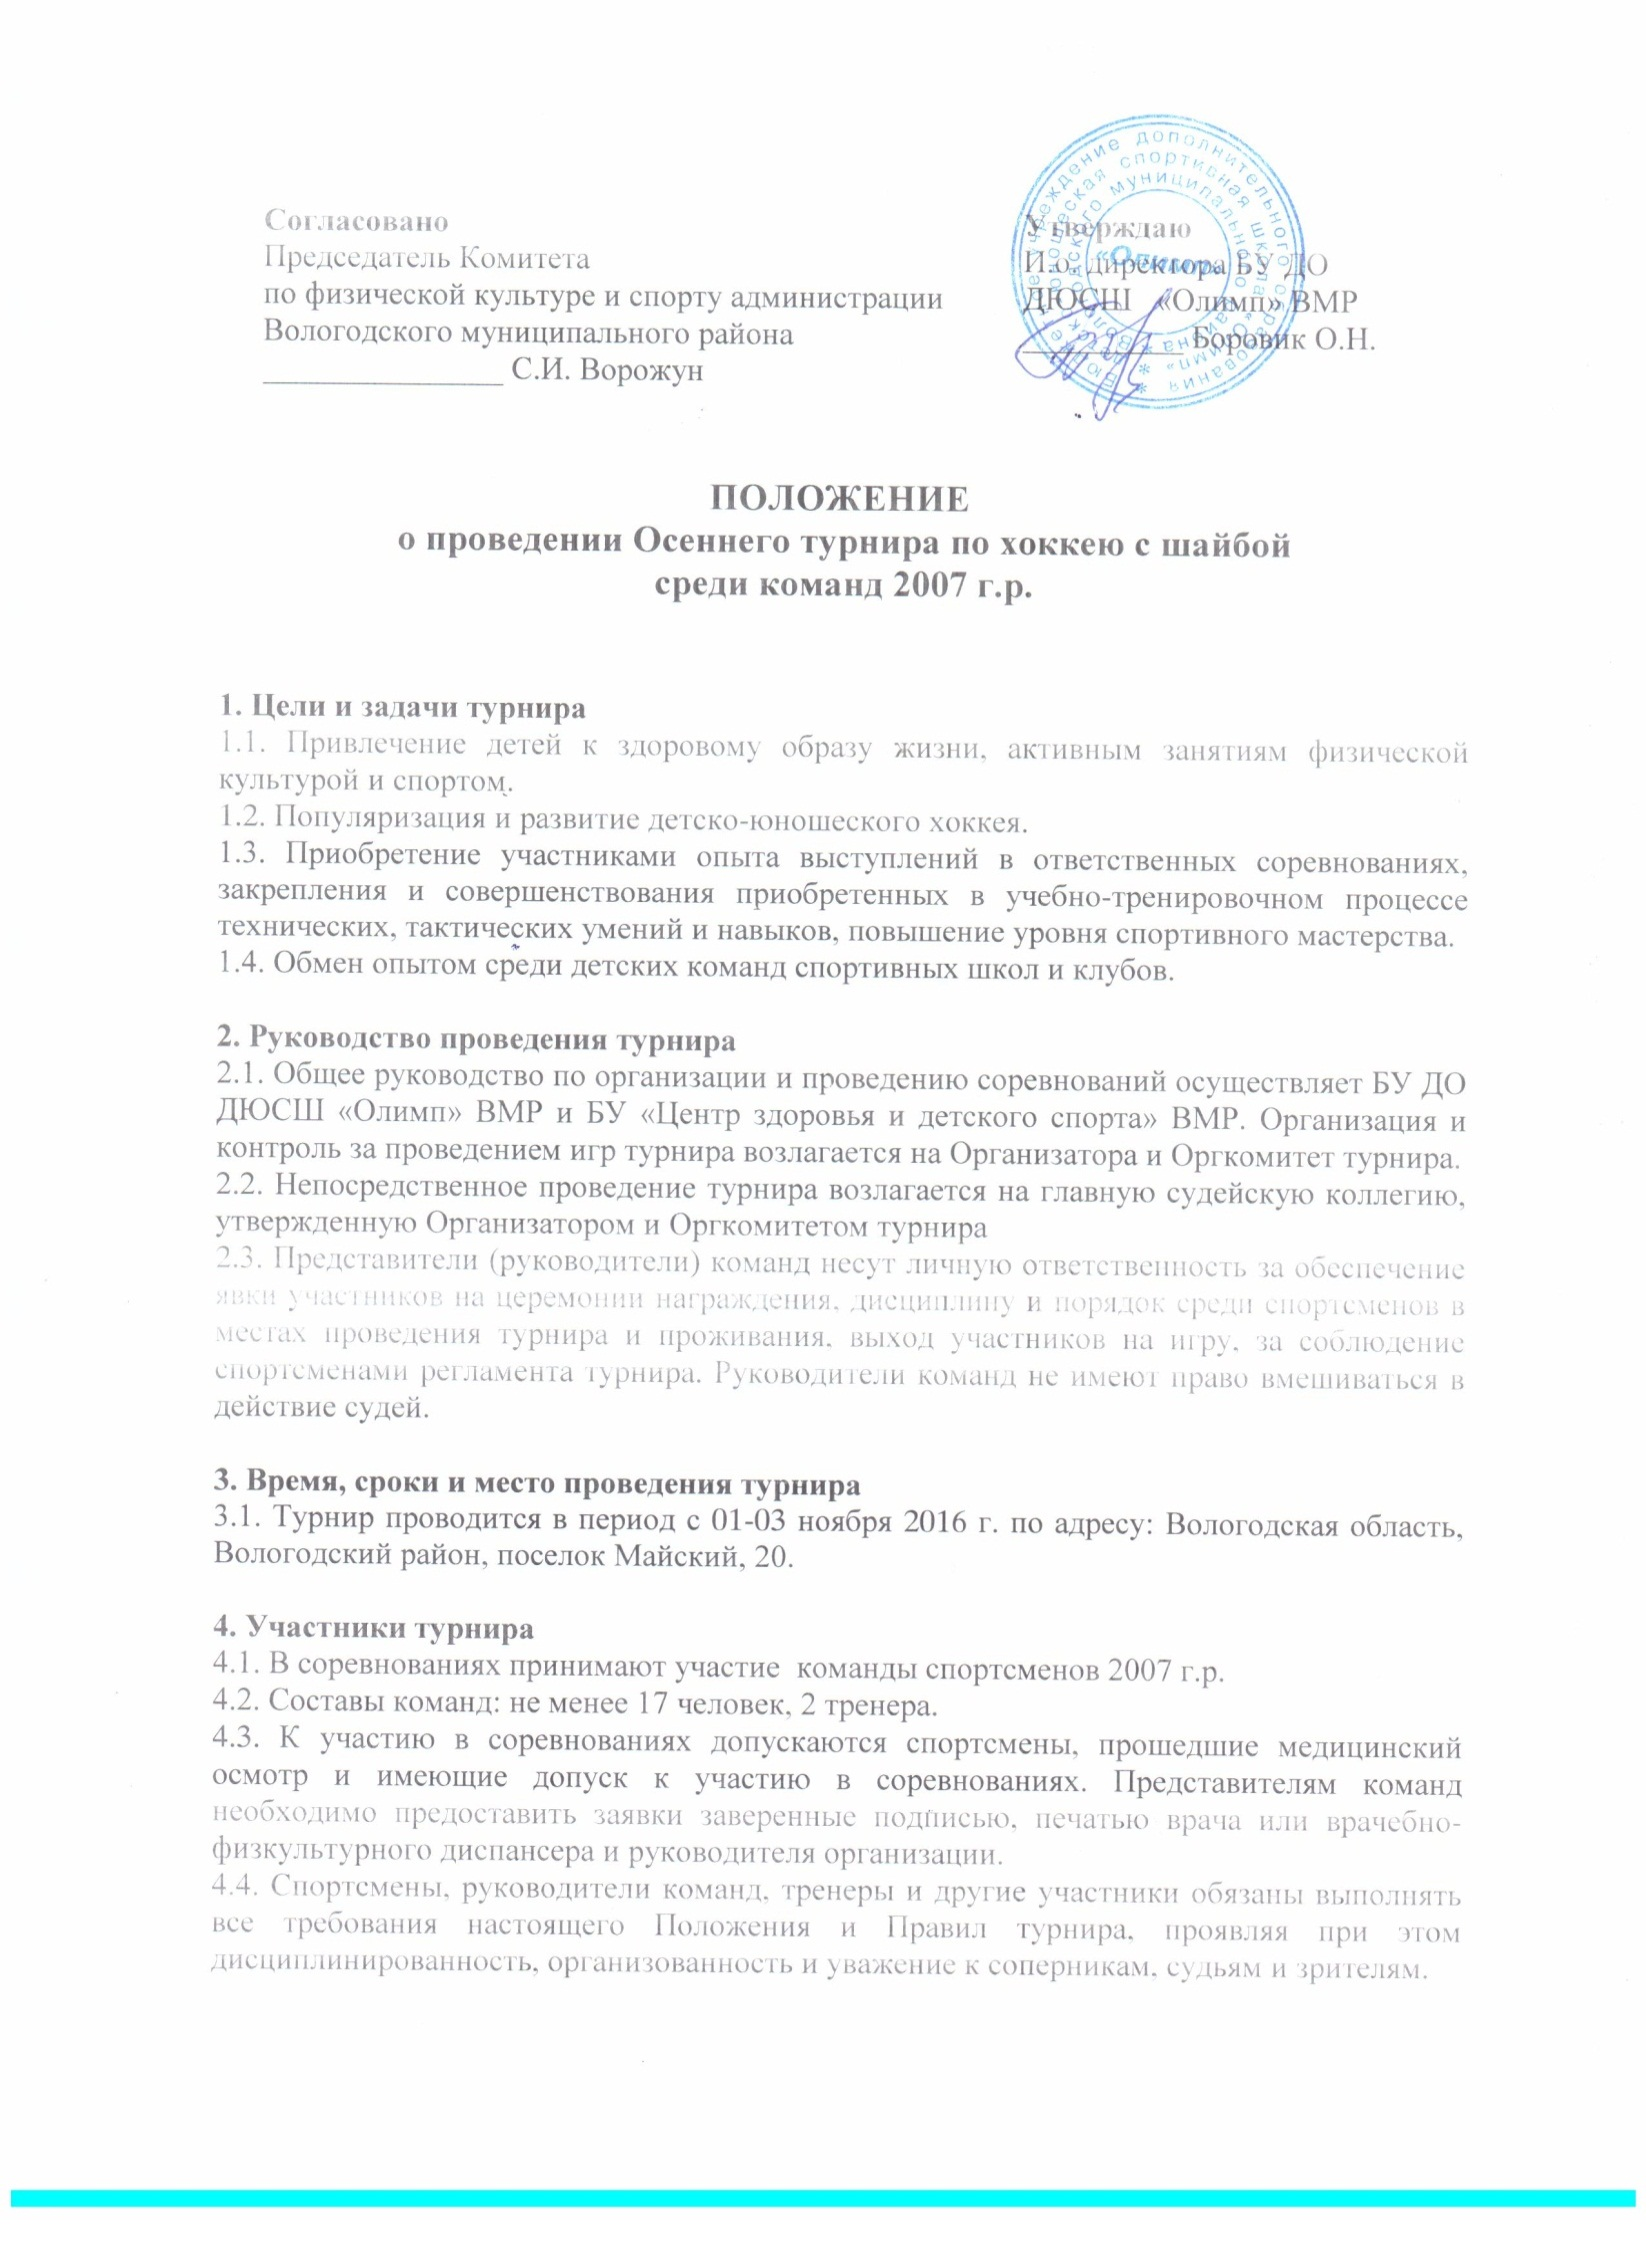 Согласовано
Председатель Комитета
по физической культуре и спорту администрации
Вологодского муниципального района
_______________ С.И. Ворожун
Утверждаю
И.о. директора БУ ДО
ДЮСШ «Олимп» ВМР
__________ Боровик О.Н.
«Олимп»
ПОЛОЖЕНИЕ
о проведении Осеннего турнира по хоккею с шайбой
среди команд 2007 г.р.
1. Цели и задачи турнира
1.1. Привлечение детей к здоровому образу жизни, активным занятиям физической
культурой и спортом.
1.2. Популяризация и развитие детско-юношеского хоккея.
1.3. Приобретение участниками опыта выступлений в ответственных соревнованиях,
закрепления и совершенствования приобретенных в учебно-тренировочном процессе
технических, тактических умений и навыков, повышение уровня спортивного мастерства.
1.4. Обмен опытом среди детских команд спортивных школ и клубов.
2. Руководство проведения турнира
2.1. Общее руководство по организации и проведению соревнований осуществляет БУ ДО
ДЮСШ «Олимп» ВМР и БУ «Центр здоровья и детского спорта» ВМР. Организация и
контроль за проведением игр турнира возлагается на Организатора и Оргкомитет турнира.
2.2. Непосредственное проведение турнира возлагается на главную судейскую коллегию,
утвержденную Организатором и Оргкомитетом турнира
2.3. Представители (руководители) команд несут личную ответственность за обеспечение
явки участников на церемонии награждения, дисциплину и порядок среди спортсменов в
местах проведения турнира и проживания, выход участников на игру, за соблюдение
спортсменами регламента турнира. Руководители команд не имеют право вмешиваться в
действие судей.
3. Время, сроки и место проведения турнира
3.1. Турнир проводится в период с 01-03 ноября 2016 г. по адресу: Вологодская область,
Вологодский район, поселок Майский, 20.
4. Участники турнира
4.1. В соревнованиях принимают участие команды спортсменов 2007 г.р.
4.2. Составы команд: не менее 17 человек, 2 тренера.
4.3. К участию в соревнованиях допускаются спортсмены, прошедшие медицинский
осмотр и имеющие допуск к участию в соревнованиях. Представителям команд
необходимо предоставить заявки заверенные подписью, печатью врача или врачебно-
физкультурного диспансера и руководителя организации.
4.4. Спортсмены, руководители команд, тренеры и другие участники обязаны выполнять
все требования настоящего Положения и Правил турнира, проявляя при этом
дисциплинированность, организованность и уважение к соперникам, судьям и зрителям.